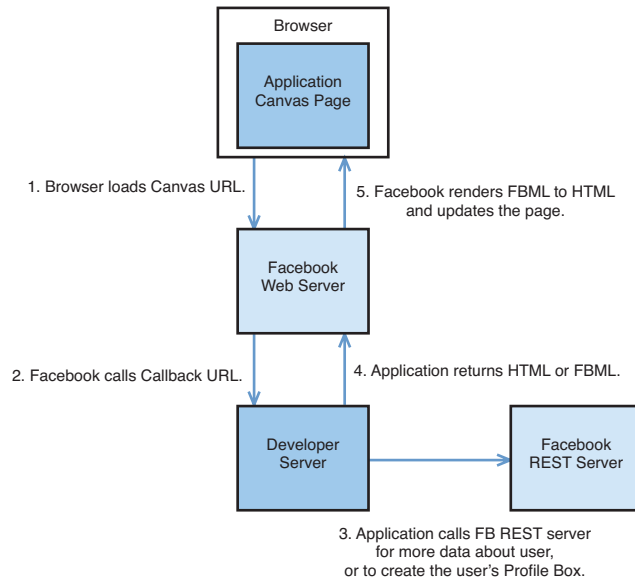 Browser
Application
Canvas Page
1. Browser loads Canvas URL.
5. Facebook renders FBML to HTML
and updates the page.
Facebook
Web Server
2. Facebook calls Callback URL.
4. Application returns HTML or FBML.
Developer
Server
Facebook
REST Server
3. Application calls FB REST server
for more data about user,
or to create the user's Profile Box.